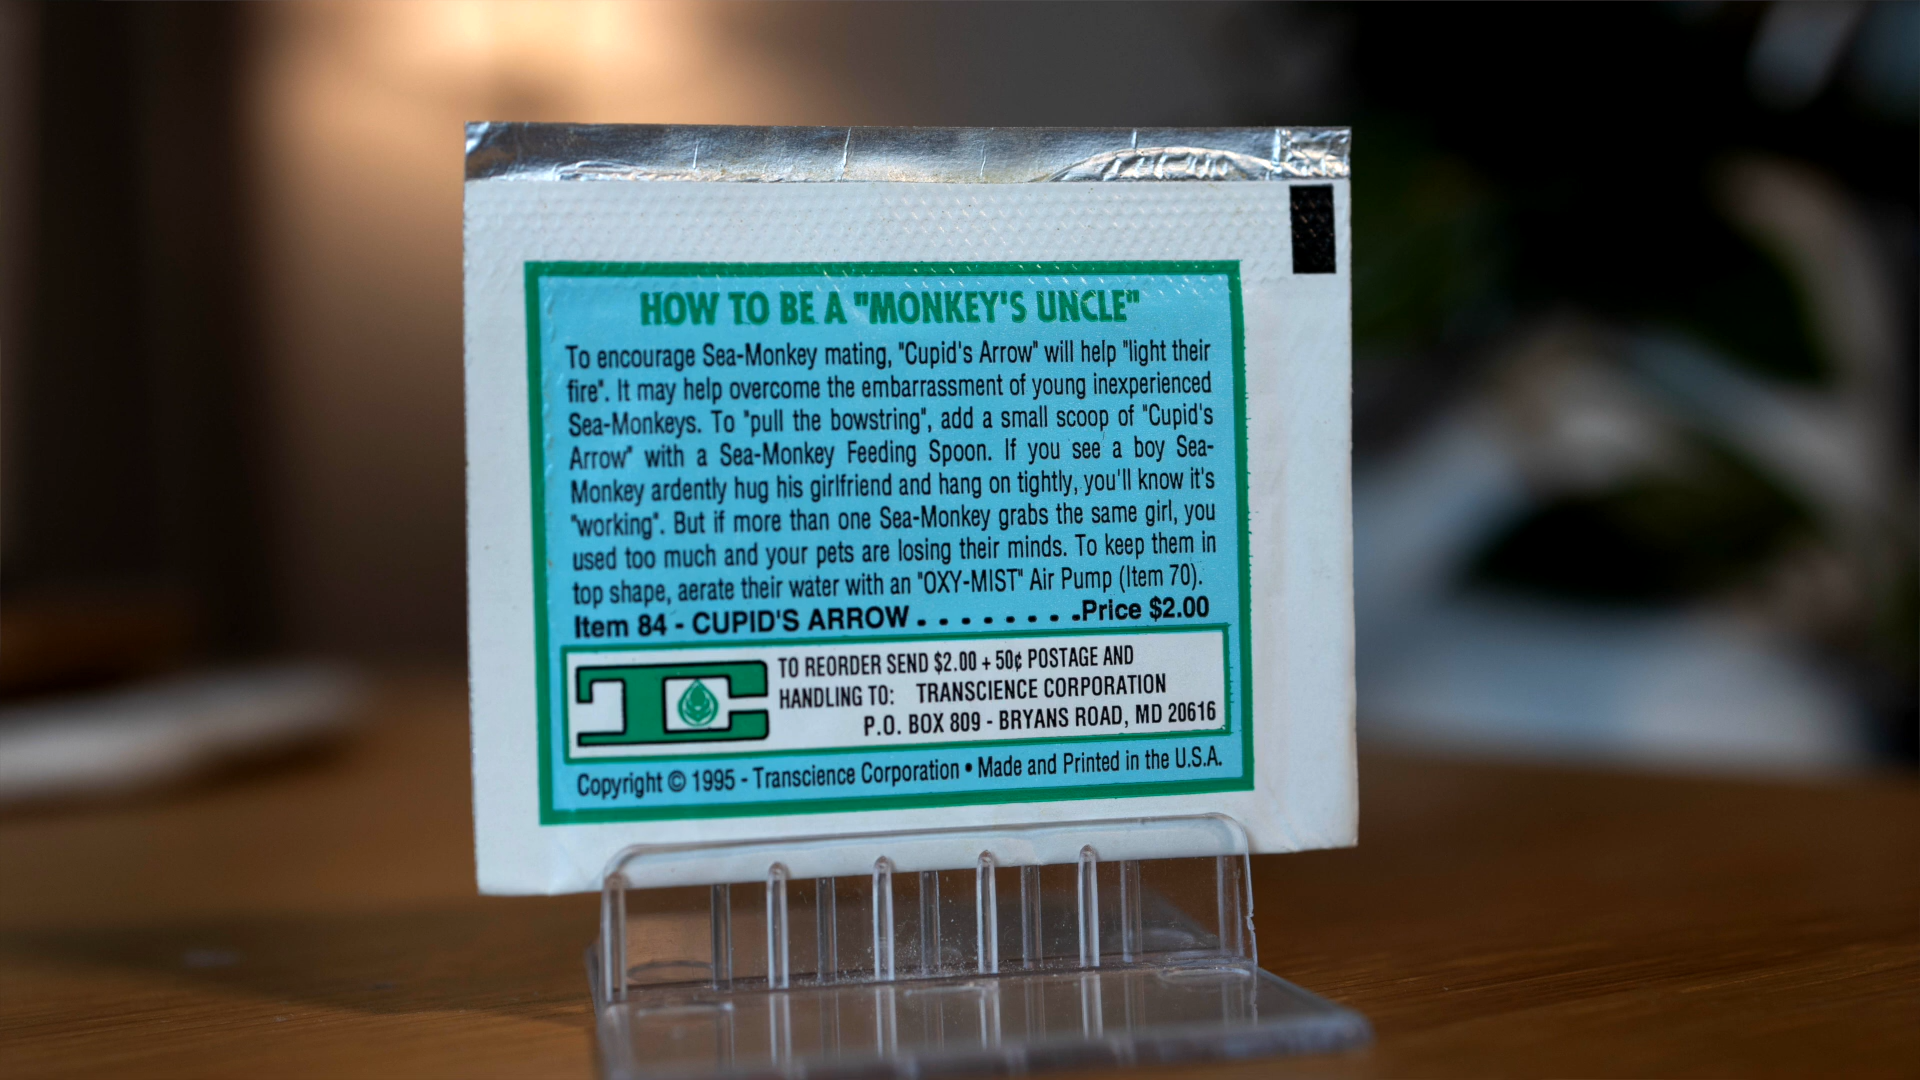 HOW TO BE A "MONKEY'S UNCLE"
To encourage Sea-Monkey mating, "Cupid's Arrow" will help "light their
fire". It may help overcome the embarrassment of young inexperienced
Sea-Monkeys. To "pull the bowstring", add a small scoop of "Cupid's
Arrow" with a Sea-Monkey Feeding Spoon. If you see a boy Sea-
Monkey ardently hug his girlfriend and hang on tightly, you'll know it's
"working". But if more than one Sea-Monkey grabs the same girl, you
used too much and your pets are losing their minds. To keep them in
top shape, aerate their water with an "OXY-MIST" Air Pump (Item 70).
Item 84 - CUPID'S ARROW . . . . . . . .Price $2.00
TC
TO REORDER SEND $2.00 + 50¢ POSTAGE AND
HANDLING TO: TRANSCIENCE CORPORATION
P.O. BOX 809 - BRYANS ROAD, MD 20616
Copyright © 1995 - Transcience Corporation • Made and Printed in the U.S.A.